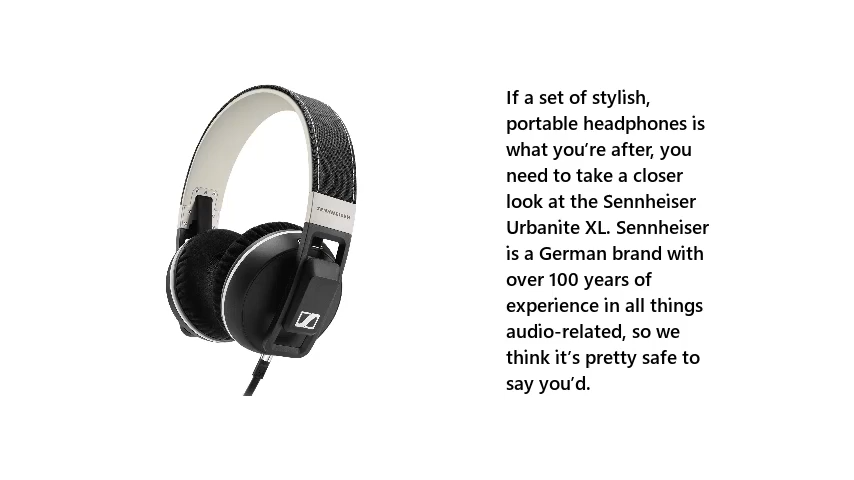 SENNHEISER
If a set of stylish,
portable headphones is
what you're after, you
need to take a closer
look at the Sennheiser
Urbanite XL. Sennheiser
is a German brand with
over 100 years of
experience in all things
audio-related, so we
think it's pretty safe to
say you'd.